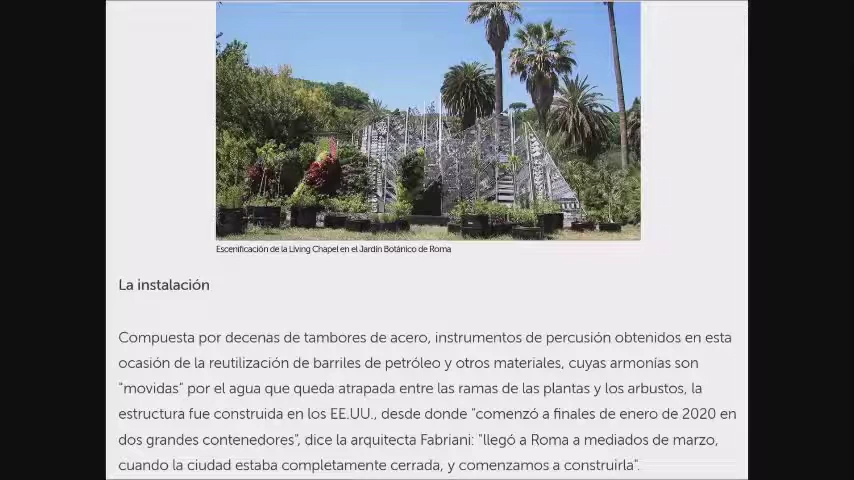 Escenificación de la Living Chapel en el Jardín Botánico de Roma
La instalación
Compuesta por decenas de tambores de acero, instrumentos de percusión obtenidos en esta
ocasión de la reutilización de barriles de petróleo y otros materiales, cuyas armonías son
"movidas" por el agua que queda atrapada entre las ramas de las plantas y los arbustos, la
estructura fue construida en los EE.UU., desde donde "comenzó a finales de enero de 2020 en
dos grandes contenedores", dice la arquitecta Fabriani: "llegó a Roma a mediados de marzo,
cuando la ciudad estaba completamente cerrada, y comenzamos a construirla".